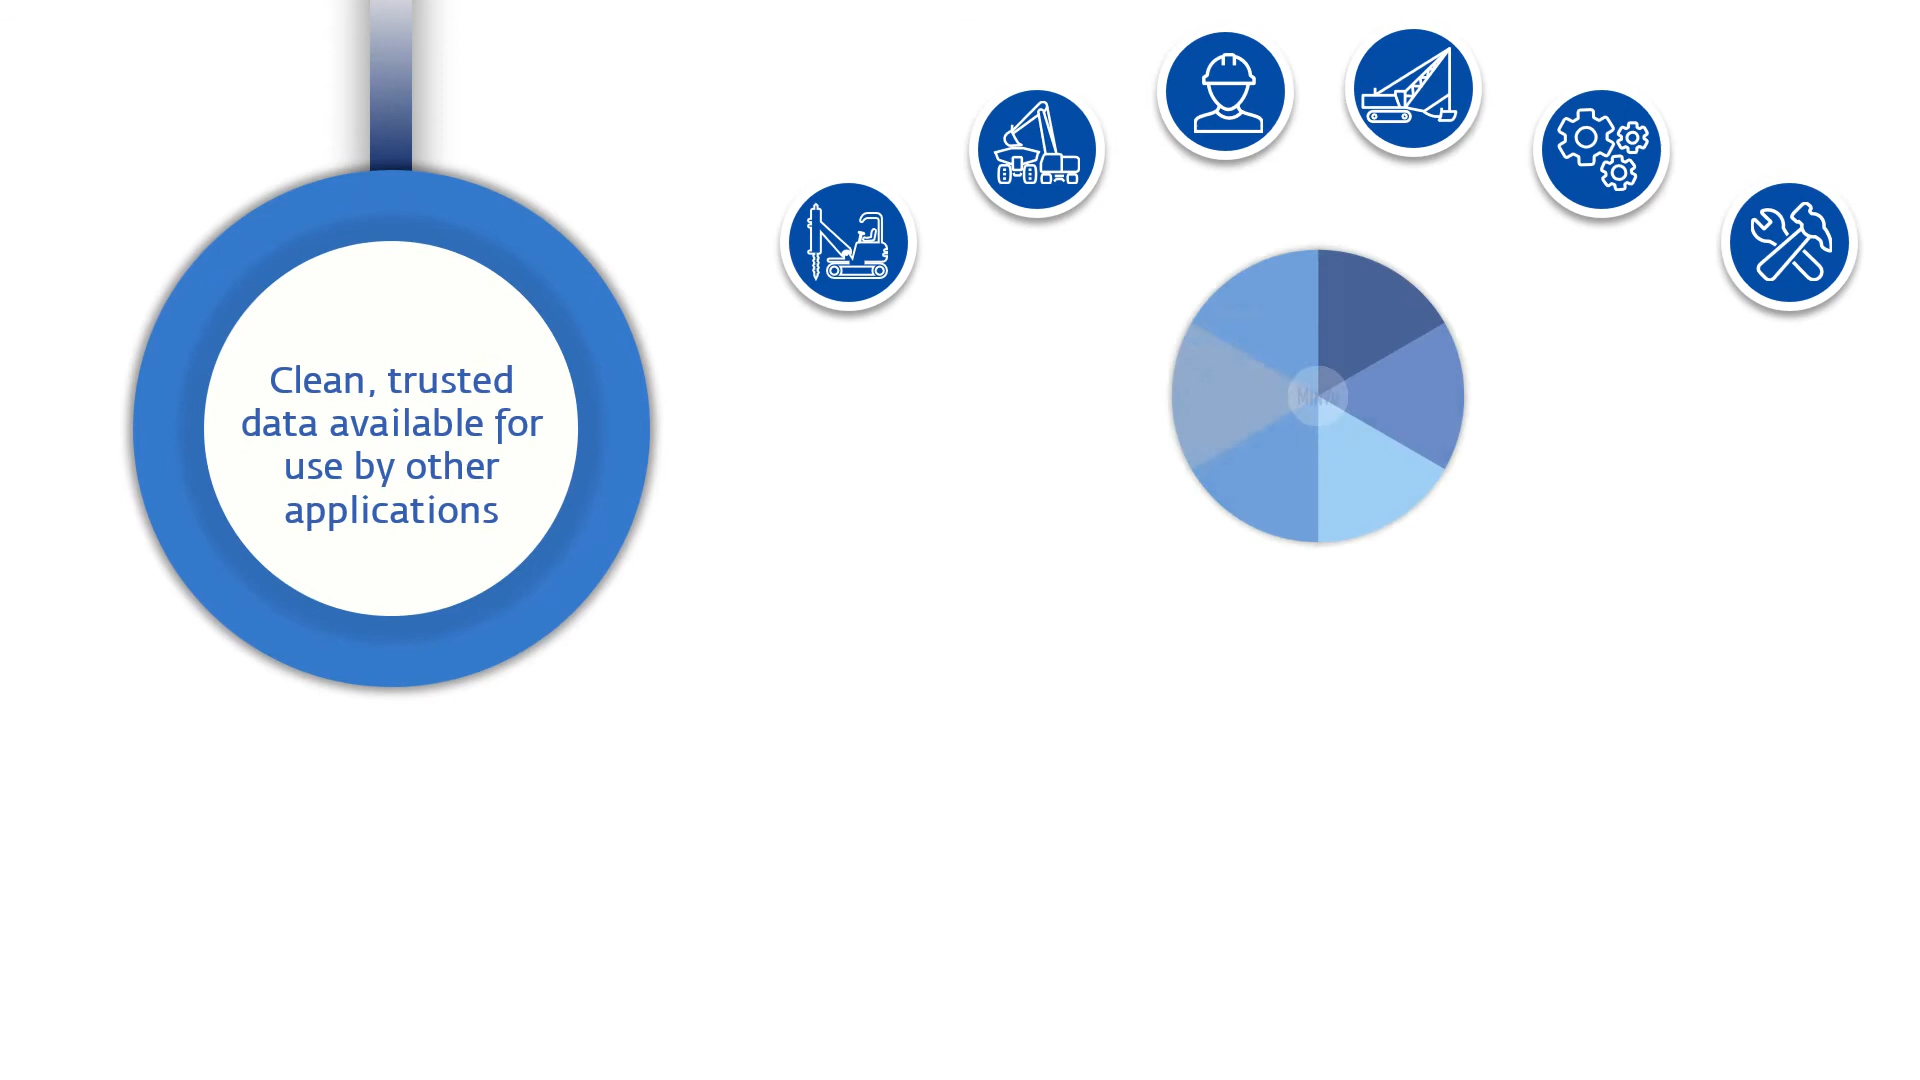 Clean, trusted
data available for
use by other
applications